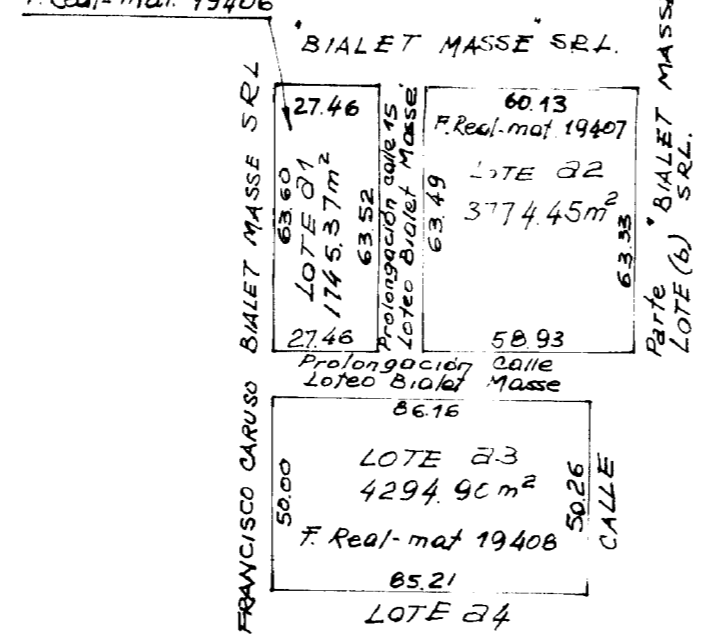 F. Real-mat. 19406
"BIALET MASSE" SRL.
BIALET MASSE SRL
27.46
63.60
LOTE a1
1745.37m²
63.52
27.46
Prolongación calle 15
Loteo Bialet Masse
60.13
F.Real-mat 19407
LOTE a2
3774.45m²
63.49
63.33
58.93
Parte "BIALET MASSE
LOTE (b) SRL.
Prolongación Calle
Loteo Bialet Masse
FRANCISCO CARUSO
86.16
50.00
LOTE a3
4294.90 m²
F. Real-mat 19408
50.26
CALLE
85.21
LOTE a4